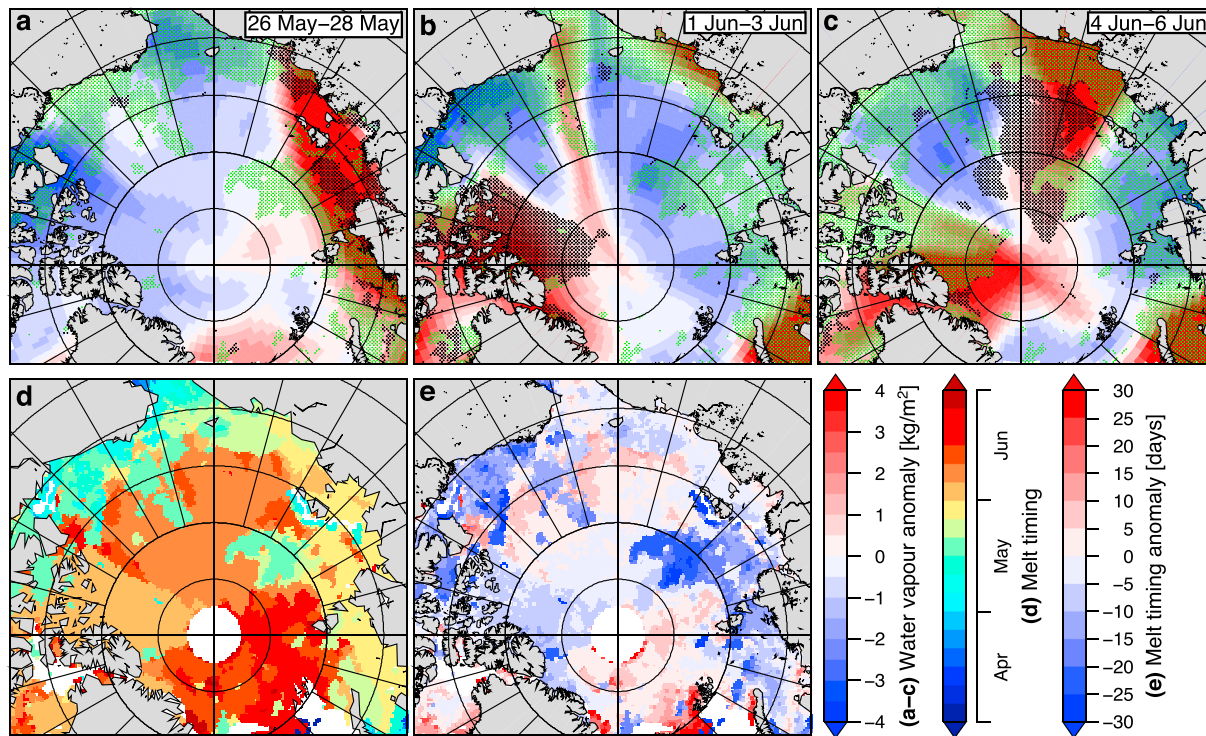 a
26 May–28 May
b
1 Jun–3 Jun
c
4 Jun–6 Jun
d
e
4
3
2
1
0
−1
−2
−3
−4
(a–c) Water vapour anomaly [kg/m²]
Jun
May
Apr
(d) Melt timing
30
25
20
15
10
5
0
−5
−10
−15
−20
−25
−30
(e) Melt timing anomaly [days]